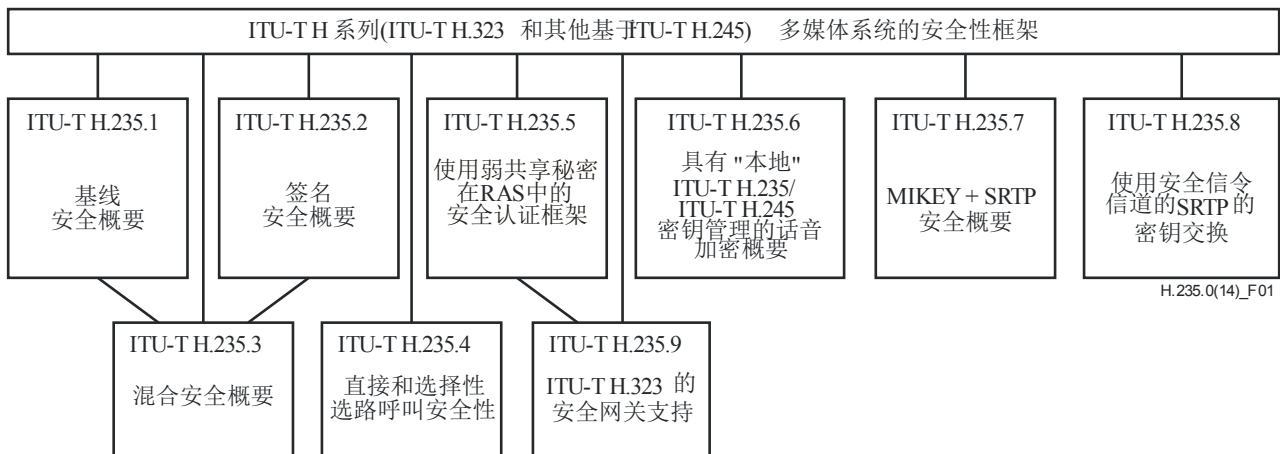 ITU-T H 系列(ITU-T H.323 和其他基于ITU-T H.245) 多媒体系统的安全性框架
ITU-T H.235.1
基线
安全概要
ITU-T H.235.2
签名
安全概要
ITU-T H.235.5
使用弱共享秘密
在RAS中的
安全认证框架
ITU-T H.235.6
具有 "本地"
ITU-T H.235/
ITU-T H.245
密钥管理的话音
加密概要
ITU-T H.235.7
MIKEY + SRTP
安全概要
ITU-T H.235.8
使用安全信令
信道的SRTP 的
密钥交换
H.235.0(14)_F01
ITU-T H.235.3
混合安全概要
ITU-T H.235.4
直接和选择性
选路呼叫安全性
ITU-T H.235.9
ITU-T H.323 的
安全网关支持